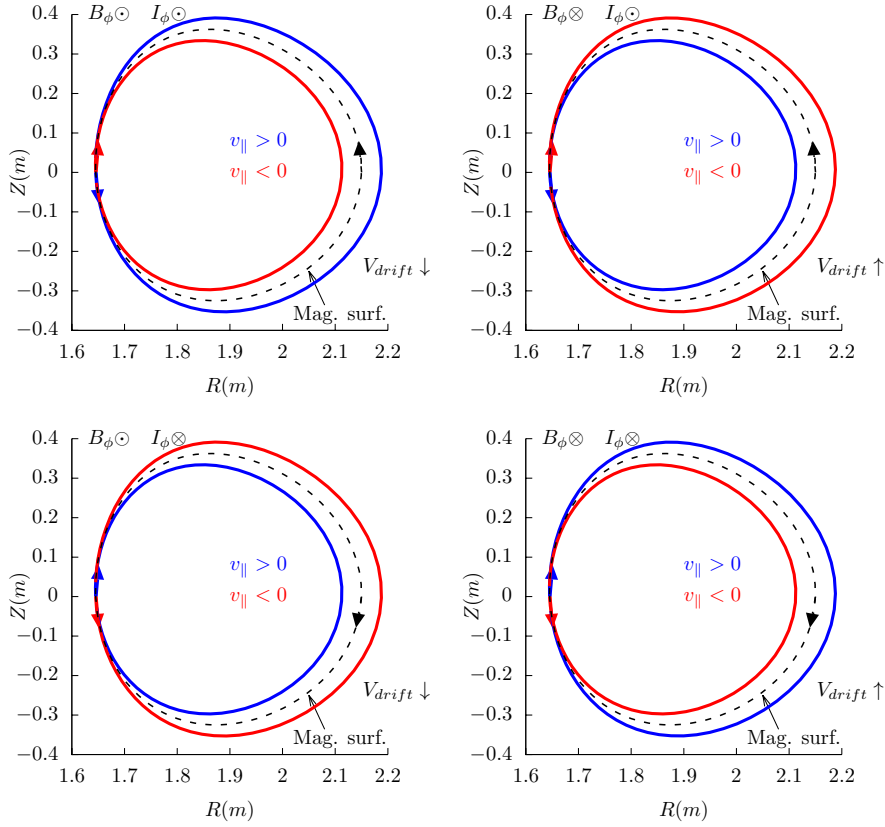 B_ϕ⊙ I_ϕ⊙
0.4
0.3
0.2
0.1
0
−0.1
−0.2
−0.3
−0.4
Z(m)
v_∥ > 0
v_∥ < 0
V_drift ↓
Mag. surf.
1.6 1.7 1.8 1.9 2 2.1 2.2
R(m)
B_ϕ⊗ I_ϕ⊙
0.4
0.3
0.2
0.1
0
−0.1
−0.2
−0.3
−0.4
Z(m)
v_∥ > 0
v_∥ < 0
V_drift ↑
Mag. surf.
1.6 1.7 1.8 1.9 2 2.1 2.2
R(m)
B_ϕ⊙ I_ϕ⊗
0.4
0.3
0.2
0.1
0
−0.1
−0.2
−0.3
−0.4
Z(m)
v_∥ > 0
v_∥ < 0
V_drift ↓
Mag. surf.
1.6 1.7 1.8 1.9 2 2.1 2.2
R(m)
B_ϕ⊗ I_ϕ⊗
0.4
0.3
0.2
0.1
0
−0.1
−0.2
−0.3
−0.4
Z(m)
v_∥ > 0
v_∥ < 0
V_drift ↑
Mag. surf.
1.6 1.7 1.8 1.9 2 2.1 2.2
R(m)